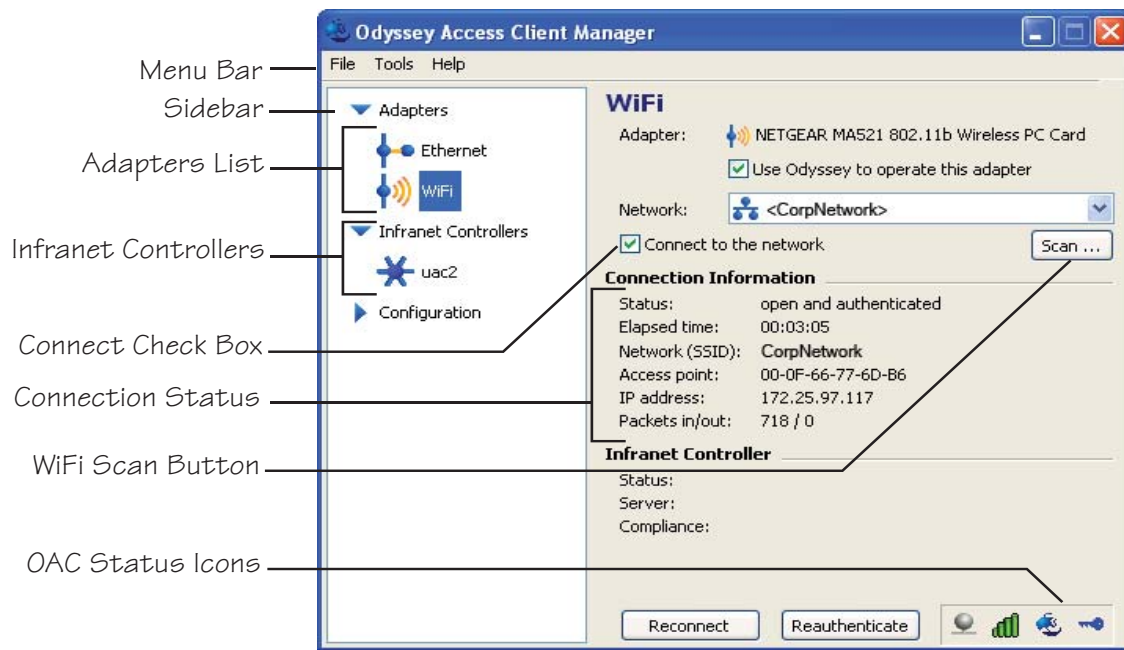 Odyssey Access Client Manager
File Tools Help
Menu Bar
Sidebar
Adapters List
Infranet Controllers
Connect Check Box
Connection Status
WiFi Scan Button
OAC Status Icons
Adapters
Ethernet
WiFi
Infranet Controllers
uac2
Configuration
WiFi
Adapter: NETGEAR MA521 802.11b Wireless PC Card
Use Odyssey to operate this adapter
Network: <CorpNetwork>
Connect to the network Scan ...
Connection Information
Status: open and authenticated
Elapsed time: 00:03:05
Network (SSID): CorpNetwork
Access point: 00-0F-66-77-6D-B6
IP address: 172.25.97.117
Packets in/out: 718 / 0
Infranet Controller
Status:
Server:
Compliance:
Reconnect Reauthenticate